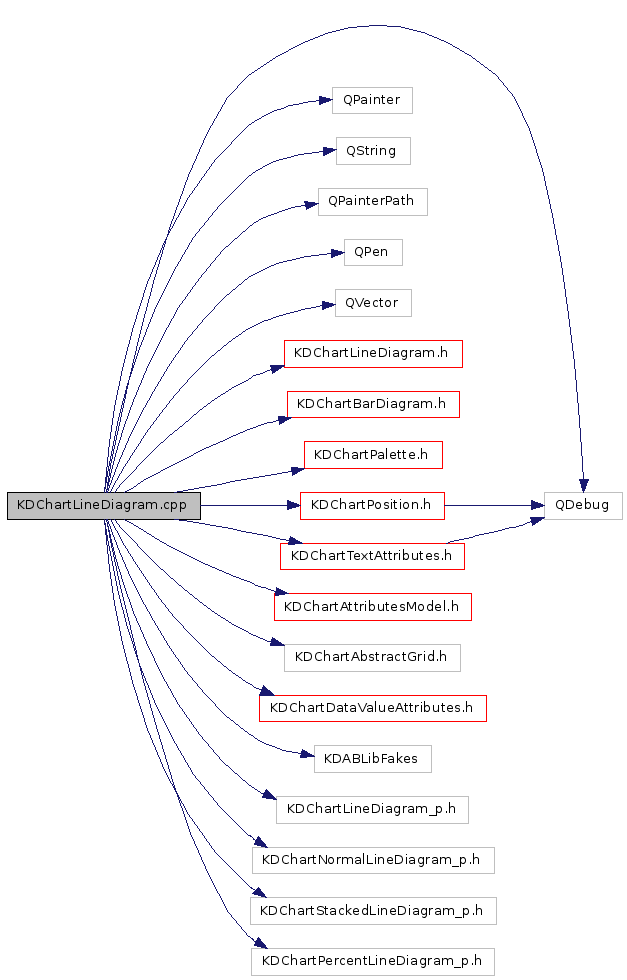 QPainter
QString
QPainterPath
QPen
QVector
KDChartLineDiagram.h
KDChartBarDiagram.h
KDChartPalette.h
KDChartLineDiagram.cpp
KDChartPosition.h
QDebug
KDChartTextAttributes.h
KDChartAttributesModel.h
KDChartAbstractGrid.h
KDChartDataValueAttributes.h
KDABLibFakes
KDChartLineDiagram_p.h
KDChartNormalLineDiagram_p.h
KDChartStackedLineDiagram_p.h
KDChartPercentLineDiagram_p.h